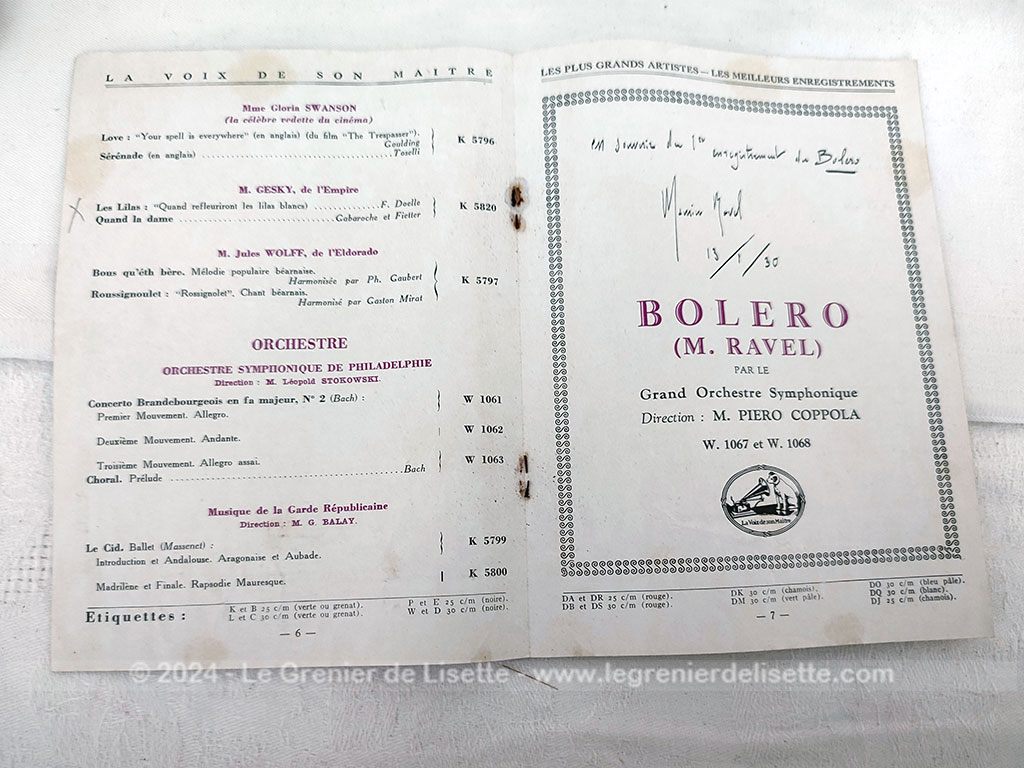 LA VOIX DE SON MAITRE
Mme Gloria SWANSON
(la célèbre vedette du cinéma)
Love : "Your spell is everywhere" (en anglais) (du film "The Trespasser").
Goulding
K 5796
Sérénade (en anglais) Toselli
M. GESKY, de l'Empire
Les Lilas : "Quand refleuriront les lilas blancs) F. Doelle
K 5820
Quand la dame Gabaroche et Fietter
M. Jules WOLFF, de l'Eldorado
Bous qu'éth bère. Mélodie populaire béarnaise.
Harmonisée par Ph. Gaubert
K 5797
Roussignoulet : "Rossignolet". Chant béarnais.
Harmonisé par Gaston Mirat
ORCHESTRE
ORCHESTRE SYMPHONIQUE DE PHILADELPHIE
Direction : M. Léopold STOKOWSKI.
Concerto Brandebourgeois en fa majeur, N° 2 (Bach) :
W 1061
Premier Mouvement. Allegro.
W 1062
Deuxième Mouvement. Andante.
W 1063
Troisième Mouvement. Allegro assai.
Choral. Prélude Bach
Musique de la Garde Républicaine
Direction : M. G. BALAY.
Le Cid. Ballet (Massenet) :
K 5799
Introduction et Andalouse. Aragonaise et Aubade.
K 5800
Madrilène et Finale. Rapsodie Mauresque.
Etiquettes :
K et B 25 c/m (verte ou grenat). P et E 25 c/m (noire).
L et C 30 c/m (verte ou grenat). W et D 30 c/m (noire).
— 6 —
LES PLUS GRANDS ARTISTES — LES MEILLEURS ENREGISTREMENTS
en souvenir du 1er
enregistrement du Bolero
Maurice Ravel
13/1/30
BOLERO
(M. RAVEL)
PAR LE
Grand Orchestre Symphonique
Direction : M. PIERO COPPOLA
W. 1067 et W. 1068
La Voix de son Maître
DA et DR 25 c/m (rouge). DK 30 c/m (chamois). DO 30 c/m (bleu pâle).
DB et DS 30 c/m (rouge). DM 30 c/m (vert pâle). DQ 30 c/m (blanc).
DJ 25 c/m (chamois).
— 7 —
© 2024 - Le Grenier de Lisette - www.legrenierdelisette.com